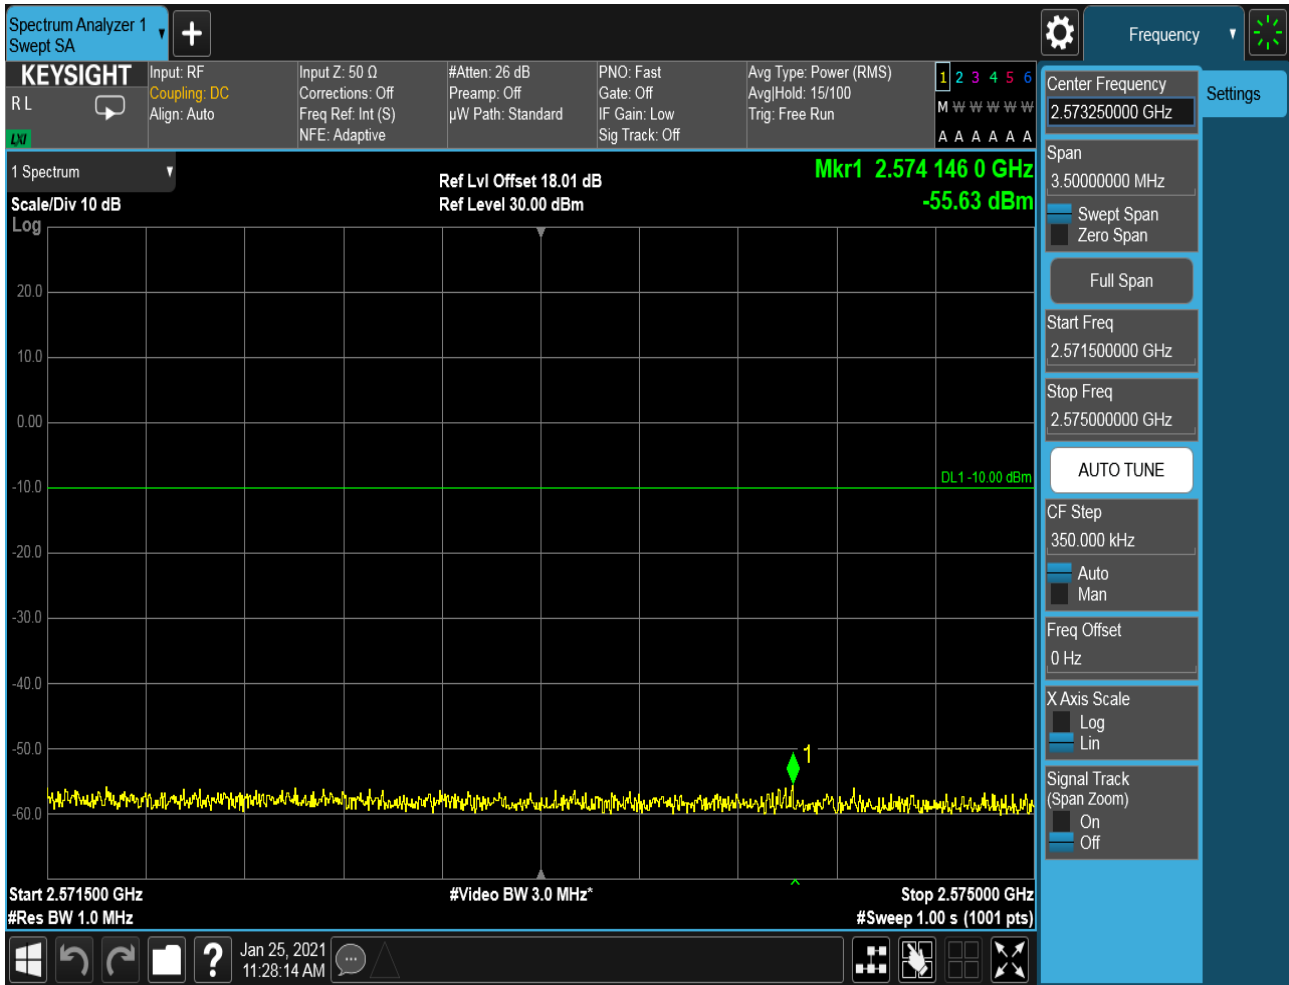 Spectrum Analyzer 1
Swept SA
Frequency
KEYSIGHT
R L
LXI
Input: RF
Coupling: DC
Align: Auto
Input Z: 50 Ω
Corrections: Off
Freq Ref: Int (S)
NFE: Adaptive
#Atten: 26 dB
Preamp: Off
µW Path: Standard
PNO: Fast
Gate: Off
IF Gain: Low
Sig Track: Off
Avg Type: Power (RMS)
Avg|Hold: 15/100
Trig: Free Run
1 2 3 4 5 6
M W W W W W
A A A A A A
1 Spectrum
Scale/Div 10 dB
Log
Ref Lvl Offset 18.01 dB
Ref Level 30.00 dBm
Mkr1 2.574 146 0 GHz
-55.63 dBm
20.0
10.0
0.00
-10.0
-20.0
-30.0
-40.0
-50.0
-60.0
DL1 -10.00 dBm
1
Start 2.571500 GHz
#Res BW 1.0 MHz
#Video BW 3.0 MHz*
Stop 2.575000 GHz
#Sweep 1.00 s (1001 pts)
Center Frequency
2.573250000 GHz
Settings
Span
3.50000000 MHz
Swept Span
Zero Span
Full Span
Start Freq
2.571500000 GHz
Stop Freq
2.575000000 GHz
AUTO TUNE
CF Step
350.000 kHz
Auto
Man
Freq Offset
0 Hz
X Axis Scale
Log
Lin
Signal Track
(Span Zoom)
On
Off
?
Jan 25, 2021
11:28:14 AM